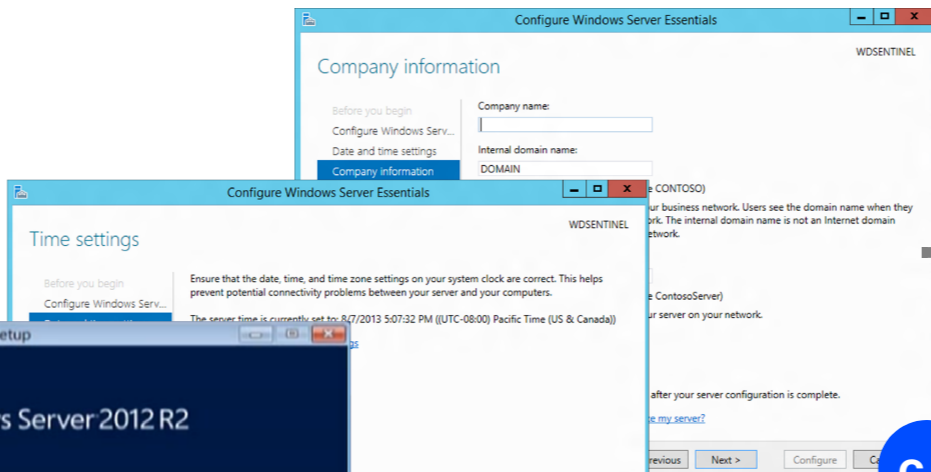 Configure Windows Server Essentials
WDSENTINEL
Company information
Before you begin
Configure Windows Serv...
Date and time settings
Company information
Company name:
Internal domain name:
DOMAIN
CONTOSO)
ur business network. Users see the domain name when they
The internal domain name is not an Internet domain
ContosoServer)
ur server on your network.
after your server configuration is complete.
my server?
Next >
Configure
Configure Windows Server Essentials
WDSENTINEL
Time settings
Before you begin
Configure Windows Serv...
Ensure that the date, time, and time zone settings on your system clock are correct. This helps
prevent potential connectivity problems between your server and your computers.
The server time is currently set to: 8/7/2013 5:07:32 PM ((UTC-08:00) Pacific Time (US & Canada))
etup
s Server 2012 R2